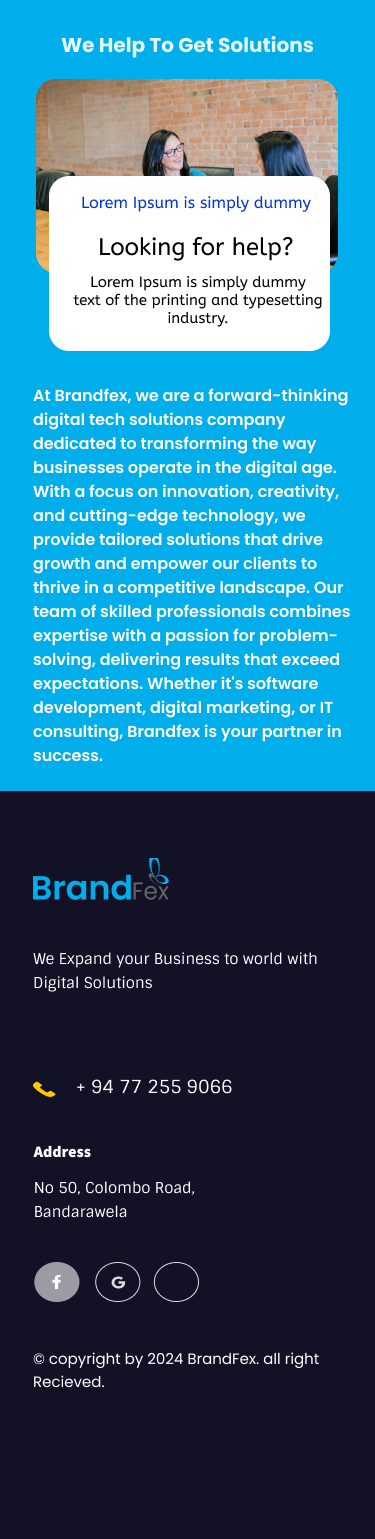 We Help To Get Solutions
Lorem Ipsum is simply dummy
Looking for help?
Lorem Ipsum is simply dummy
text of the printing and typesetting
industry.
At Brandfex, we are a forward-thinking
digital tech solutions company
dedicated to transforming the way
businesses operate in the digital age.
With a focus on innovation, creativity,
and cutting-edge technology, we
provide tailored solutions that drive
growth and empower our clients to
thrive in a competitive landscape. Our
team of skilled professionals combines
expertise with a passion for problem-
solving, delivering results that exceed
expectations. Whether it's software
development, digital marketing, or IT
consulting, Brandfex is your partner in
success.
BrandFex
We Expand your Business to world with
Digital Solutions
+ 94 77 255 9066
Address
No 50, Colombo Road,
Bandarawela
f G
© copyright by 2024 BrandFex. all right
Recieved.